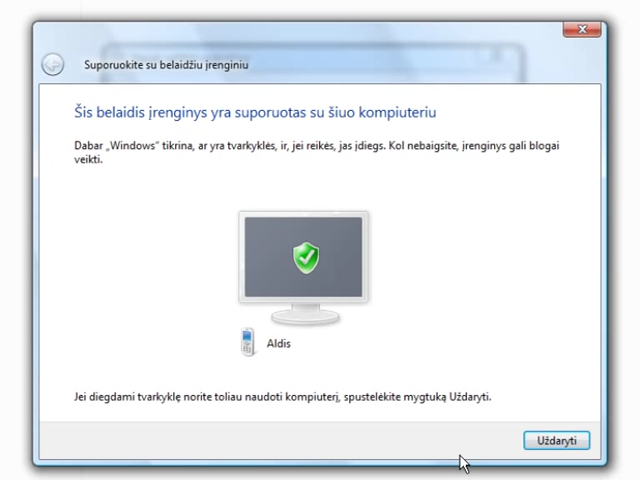 Suporuokite su belaidžiu įrenginiu
Šis belaidis įrenginys yra suporuotas su šiuo kompiuteriu
Dabar „Windows“ tikrina, ar yra tvarkyklės, ir, jei reikės, jas įdiegs. Kol nebaigsite, įrenginys gali blogai
veikti.
Aldis
Jei diegdami tvarkyklę norite toliau naudoti kompiuterį, spustelėkite mygtuką Uždaryti.
Uždaryti